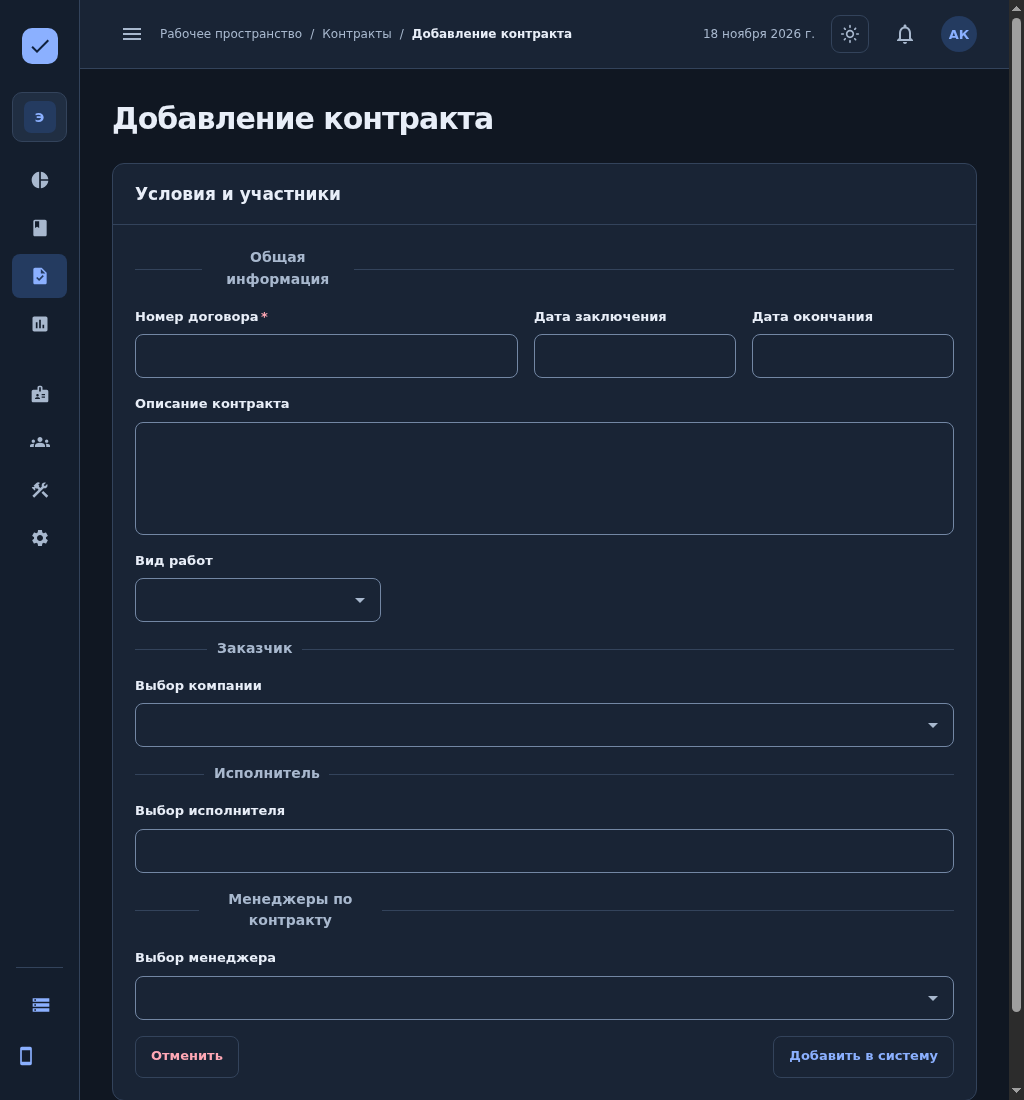 Рабочее пространство / Контракты / Добавление контракта
18 ноября 2026 г.
АК
Э
Добавление контракта
Условия и участники
Общая
информация
Номер договора*
Дата заключения
Дата окончания
Описание контракта
Вид работ
Заказчик
Выбор компании
Исполнитель
Выбор исполнителя
Менеджеры по
контракту
Выбор менеджера
Отменить
Добавить в систему